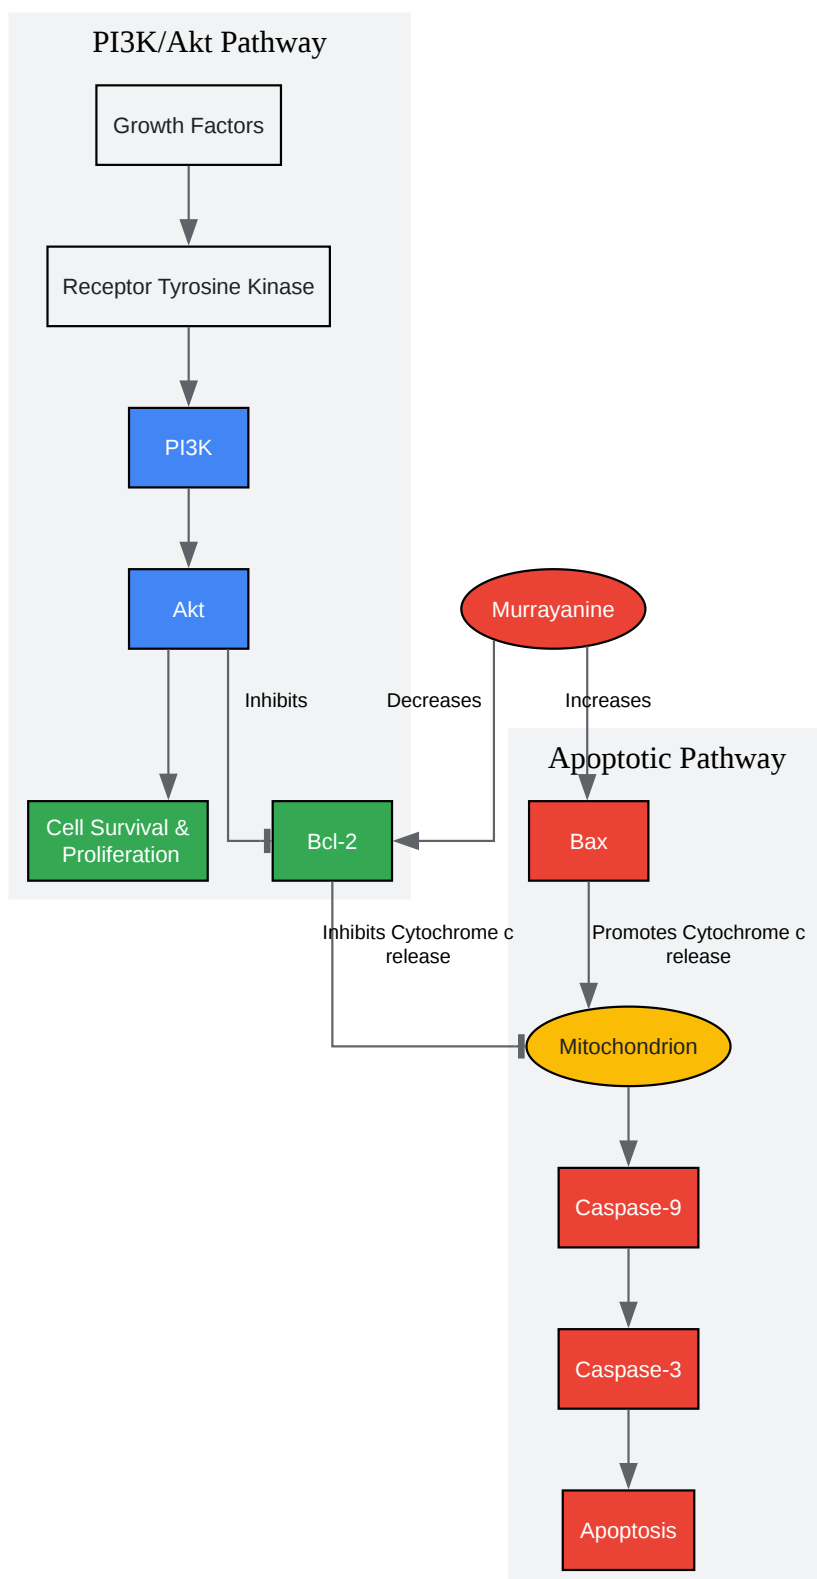 PI3K/Akt Pathway
Growth Factors
Receptor Tyrosine Kinase
PI3K
Akt
Murrayanine
Inhibits
Decreases
Increases
Apoptotic Pathway
Cell Survival &
Proliferation
Bcl-2
Bax
Inhibits Cytochrome c
release
Promotes Cytochrome c
release
Mitochondrion
Caspase-9
Caspase-3
Apoptosis